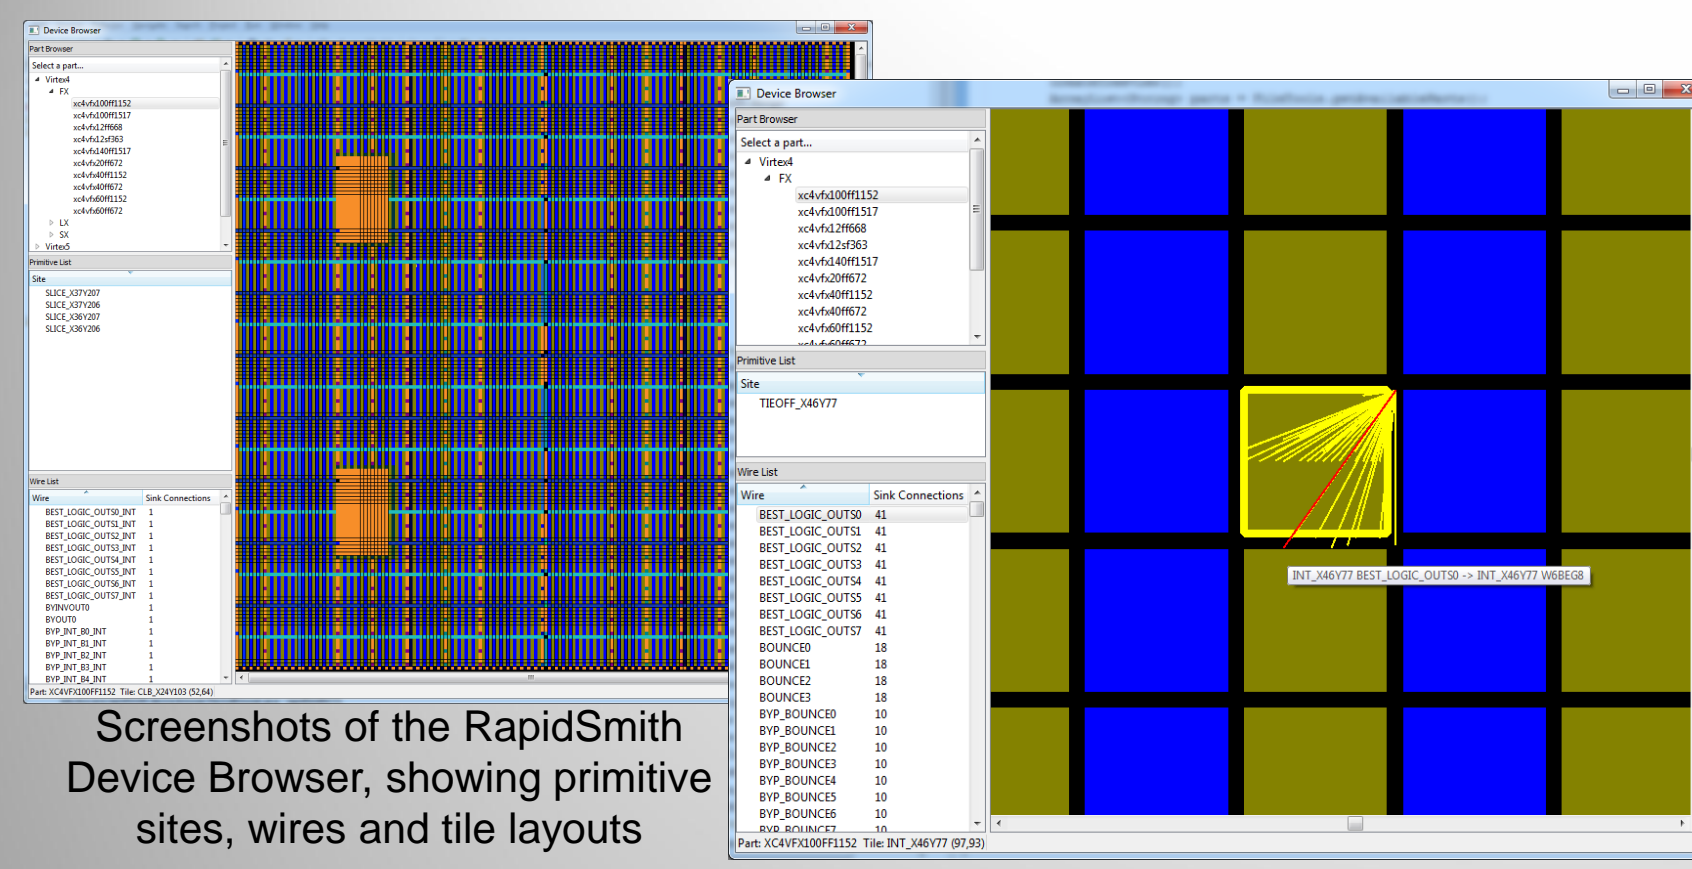 Device Browser
Part Browser
Select a part...
Virtex4
FX
xc4vfx100ff1152
xc4vfx100ff1517
xc4vfx12ff668
xc4vfx12sf363
xc4vfx140ff1517
xc4vfx20ff672
xc4vfx40ff1152
xc4vfx40ff672
xc4vfx60ff1152
xc4vfx60ff672
LX
SX
Virtex5
Primitive List
Site
SLICE_X37Y207
SLICE_X37Y206
SLICE_X36Y207
SLICE_X36Y206
Wire List
Wire Sink Connections
BEST_LOGIC_OUTS0_INT 1
BEST_LOGIC_OUTS1_INT 1
BEST_LOGIC_OUTS2_INT 1
BEST_LOGIC_OUTS3_INT 1
BEST_LOGIC_OUTS4_INT 1
BEST_LOGIC_OUTS5_INT 1
BEST_LOGIC_OUTS6_INT 1
BEST_LOGIC_OUTS7_INT 1
BYINVOUT0 1
BYOUT0 1
BYP_INT_B0_INT 1
BYP_INT_B1_INT 1
BYP_INT_B2_INT 1
BYP_INT_B3_INT 1
BYP_INT_B4_INT 1
Part: XC4VFX100FF1152 Tile: CLB_X24Y103 (52,64)
Device Browser
Part Browser
Select a part...
Virtex4
FX
xc4vfx100ff1152
xc4vfx100ff1517
xc4vfx12ff668
xc4vfx12sf363
xc4vfx140ff1517
xc4vfx20ff672
xc4vfx40ff1152
xc4vfx40ff672
xc4vfx60ff1152
xc4vfx60ff672
Primitive List
Site
TIEOFF_X46Y77
Wire List
Wire Sink Connections
BEST_LOGIC_OUTS0 41
BEST_LOGIC_OUTS1 41
BEST_LOGIC_OUTS2 41
BEST_LOGIC_OUTS3 41
BEST_LOGIC_OUTS4 41
BEST_LOGIC_OUTS5 41
BEST_LOGIC_OUTS6 41
BEST_LOGIC_OUTS7 41
BOUNCE0 18
BOUNCE1 18
BOUNCE2 18
BOUNCE3 18
BYP_BOUNCE0 10
BYP_BOUNCE1 10
BYP_BOUNCE2 10
BYP_BOUNCE3 10
BYP_BOUNCE4 10
BYP_BOUNCE5 10
BYP_BOUNCE6 10
BYP_BOUNCE7 10
Part: XC4VFX100FF1152 Tile: INT_X46Y77 (97,93)
INT_X46Y77 BEST_LOGIC_OUTS0 -> INT_X46Y77 W6BEG8
Screenshots of the RapidSmith
Device Browser, showing primitive
sites, wires and tile layouts